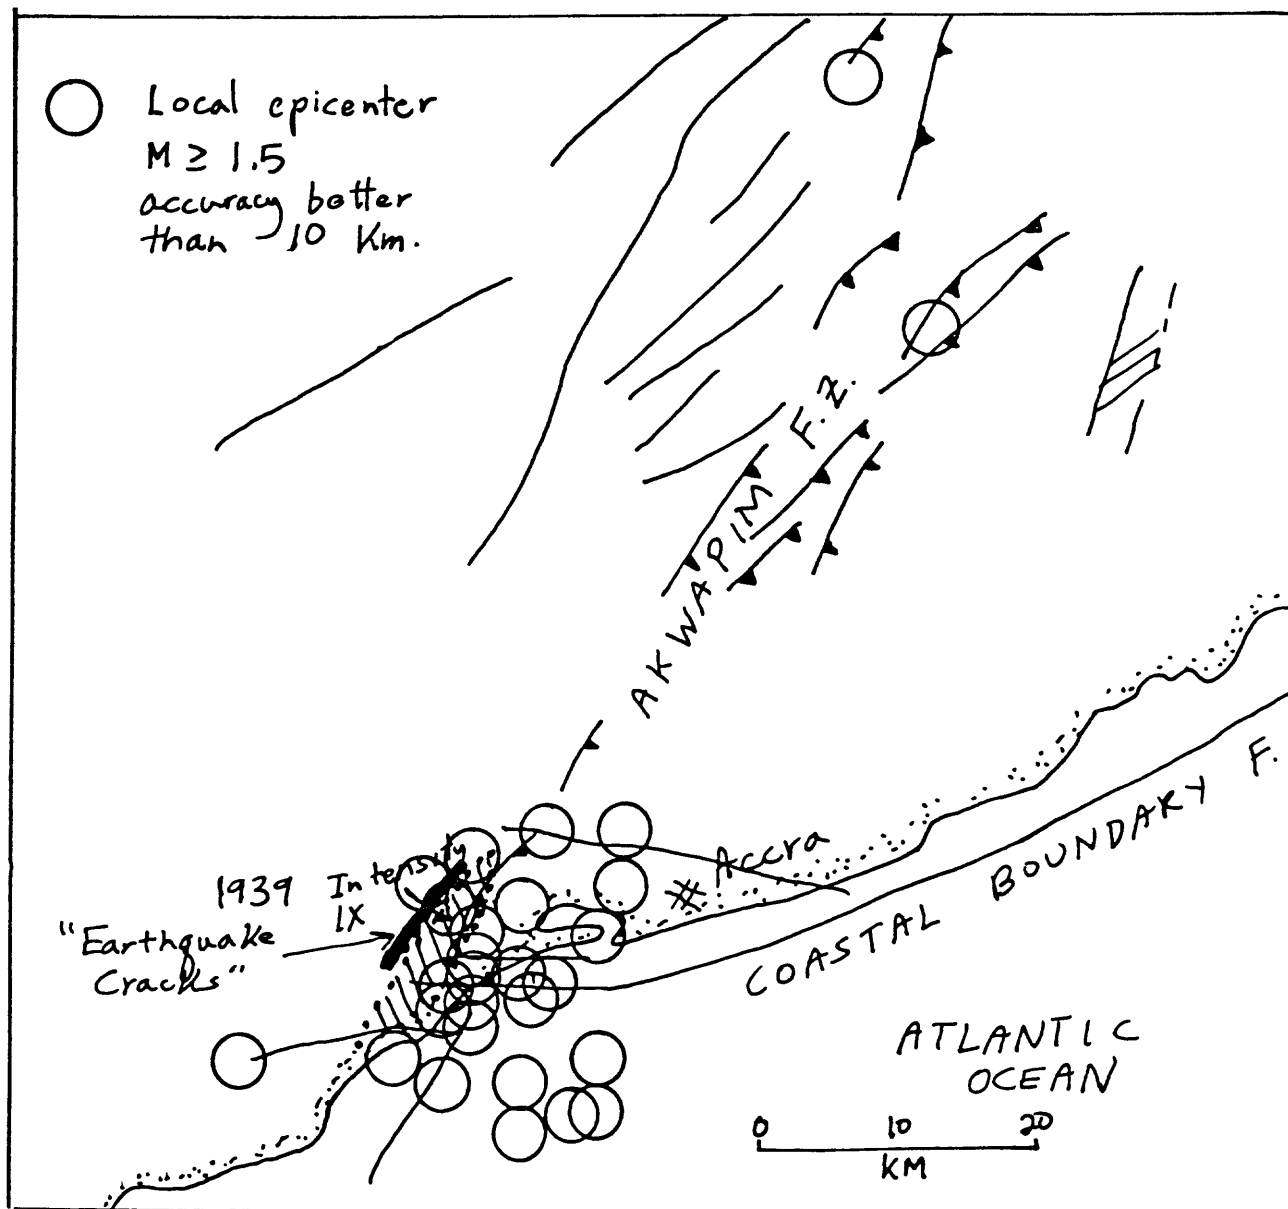 Local epicenter
M ≥ 1.5
accuracy botter
than 10 Km.
AKWAPIM F.Z.
Accra
1939 Intensity
IX
"Earthquake
Cracks"
COASTAL BOUNDARY F.
ATLANTIC
OCEAN
0 10 20
KM